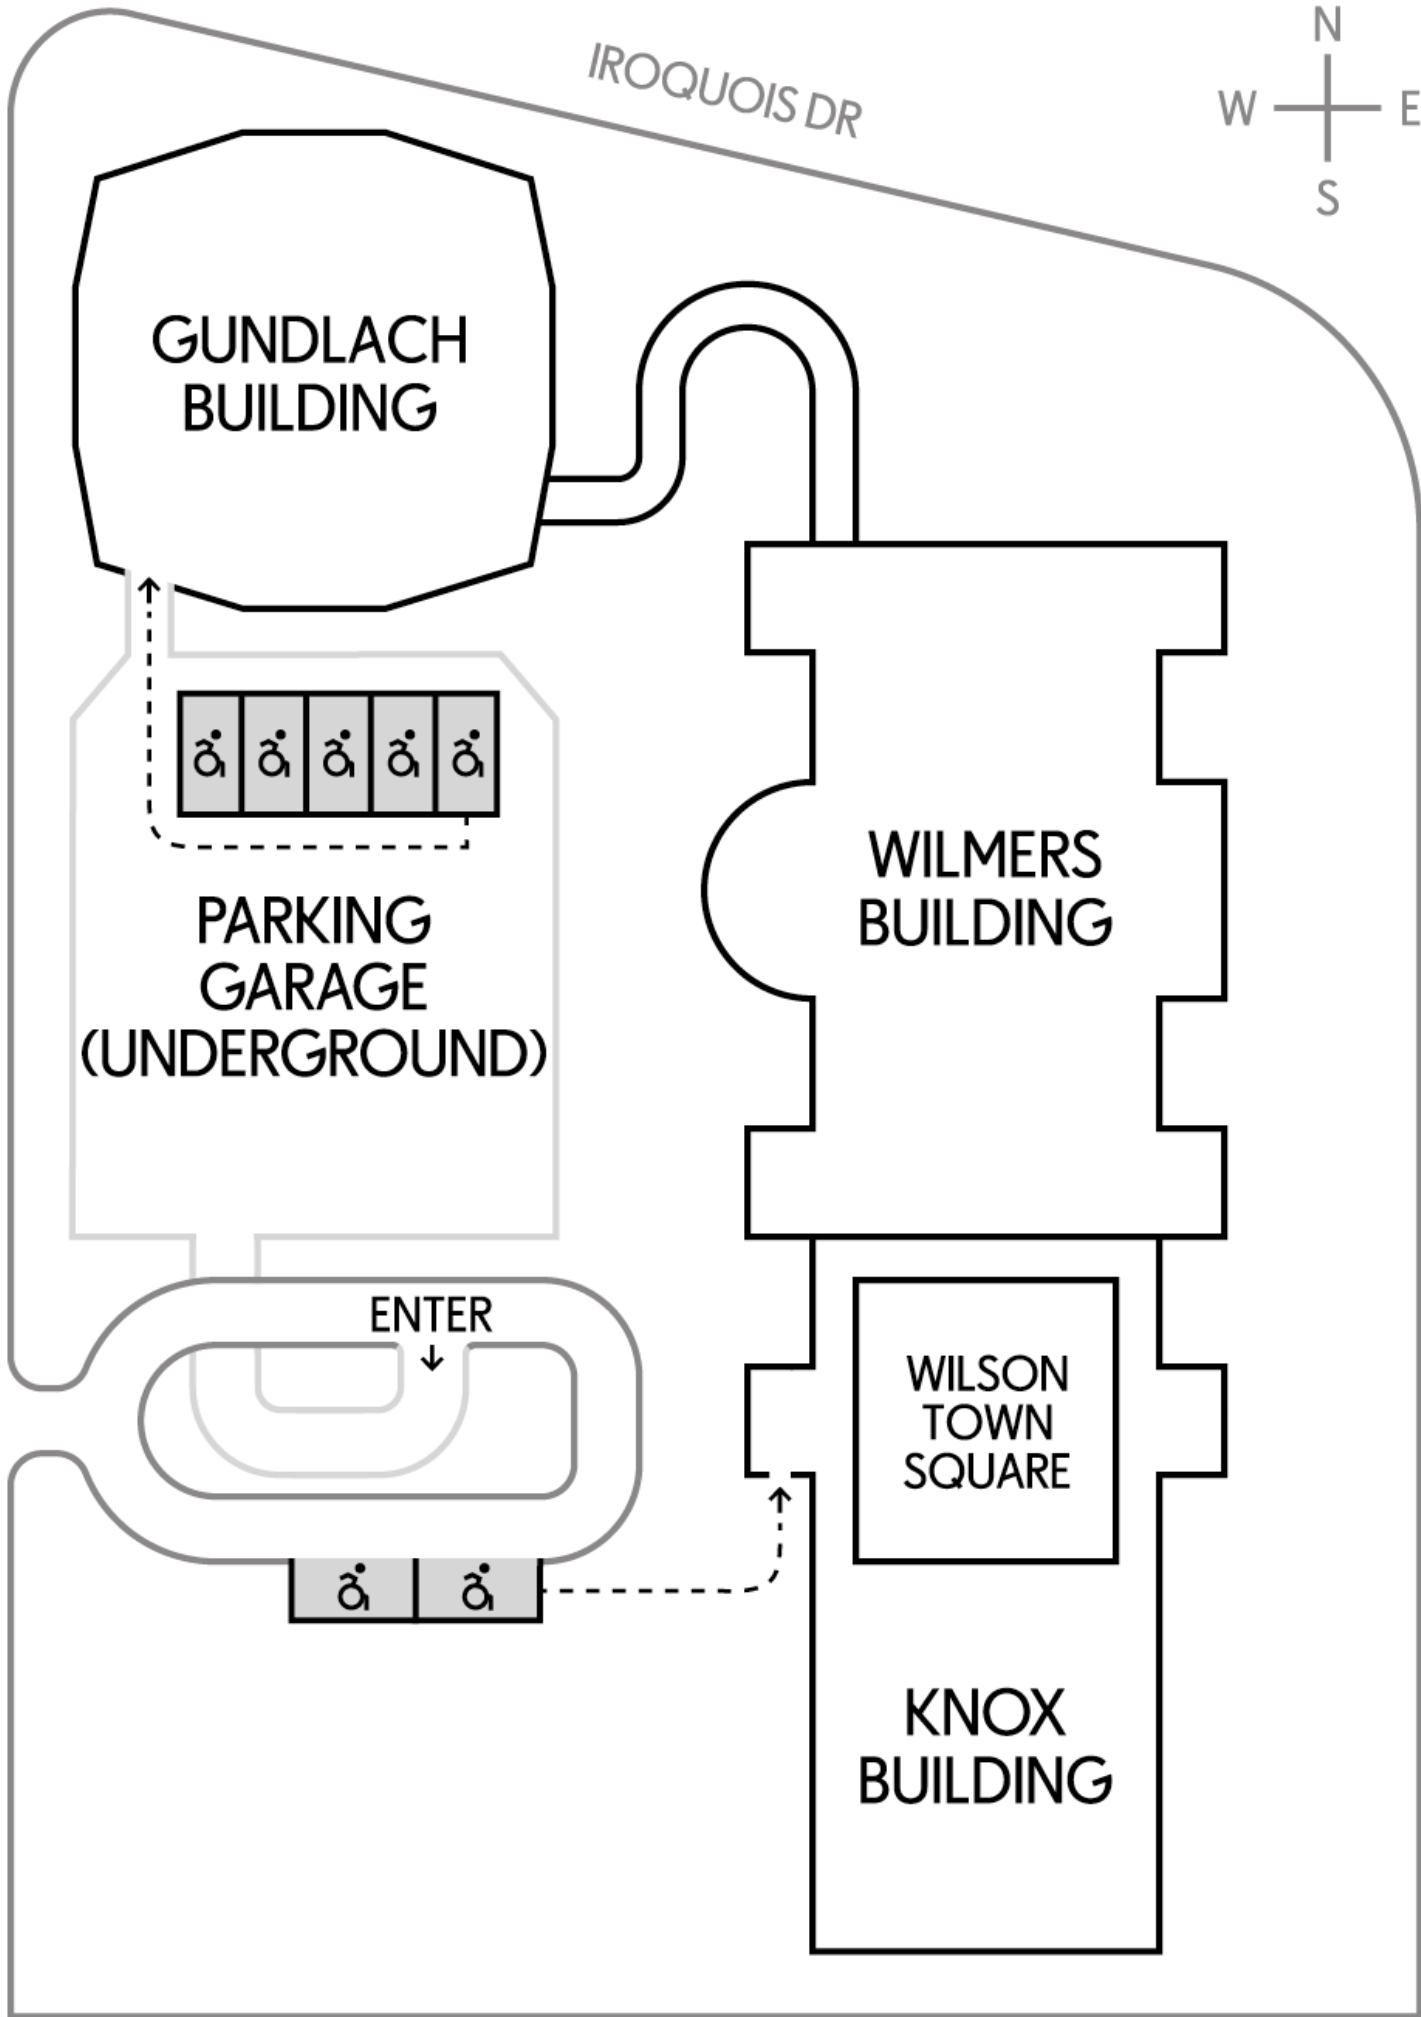 N
IROQUOIS DR
W E
S
GUNDLACH
BUILDING
WILMERS
BUILDING
PARKING
GARAGE
(UNDERGROUND)
ENTER
WILSON
TOWN
SQUARE
KNOX
BUILDING